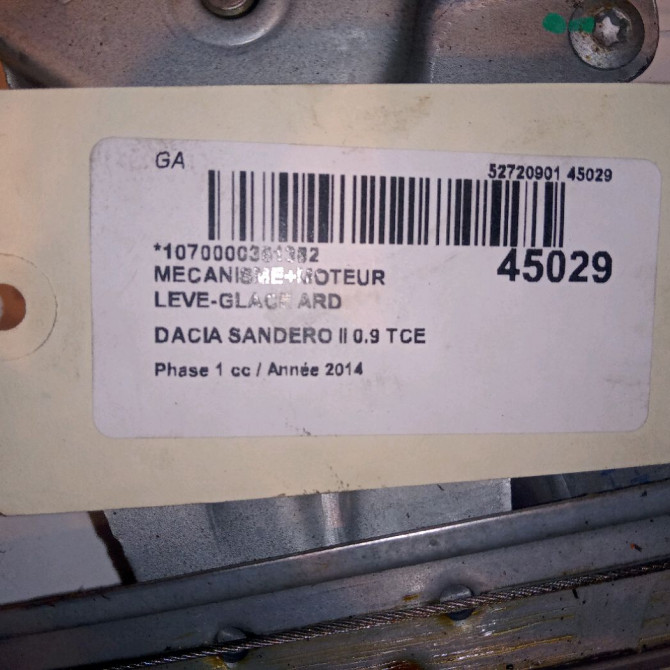 GA
52720901 45029
45029
MECANISME+MOTEUR
LEVE-GLACE ARD
DACIA SANDERO II 0.9 TCE
Phase 1 cc / Année 2014